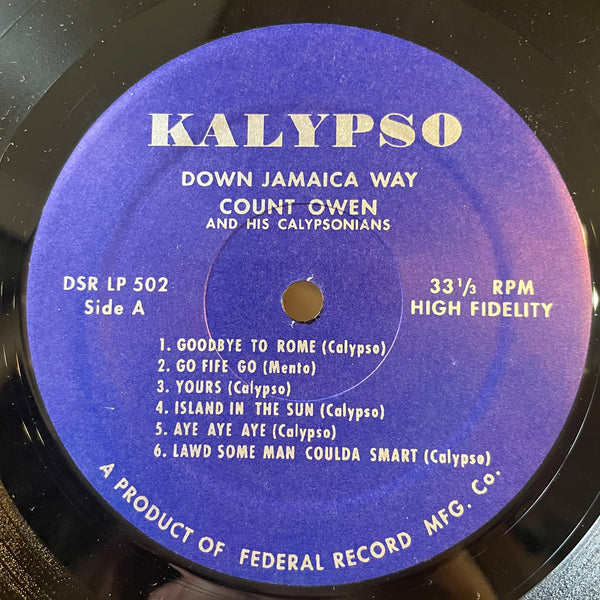 KALYPSO
DOWN JAMAICA WAY
COUNT OWEN
AND HIS CALYPSONIANS
DSR LP 502
Side A
33 1/3 RPM
HIGH FIDELITY
1. GOODBYE TO ROME (Calypso)
2. GO FIFE GO (Mento)
3. YOURS (Calypso)
4. ISLAND IN THE SUN (Calypso)
5. AYE AYE AYE (Calypso)
6. LAWD SOME MAN COULDA SMART (Calypso)
A PRODUCT OF FEDERAL RECORD MFG. Co.